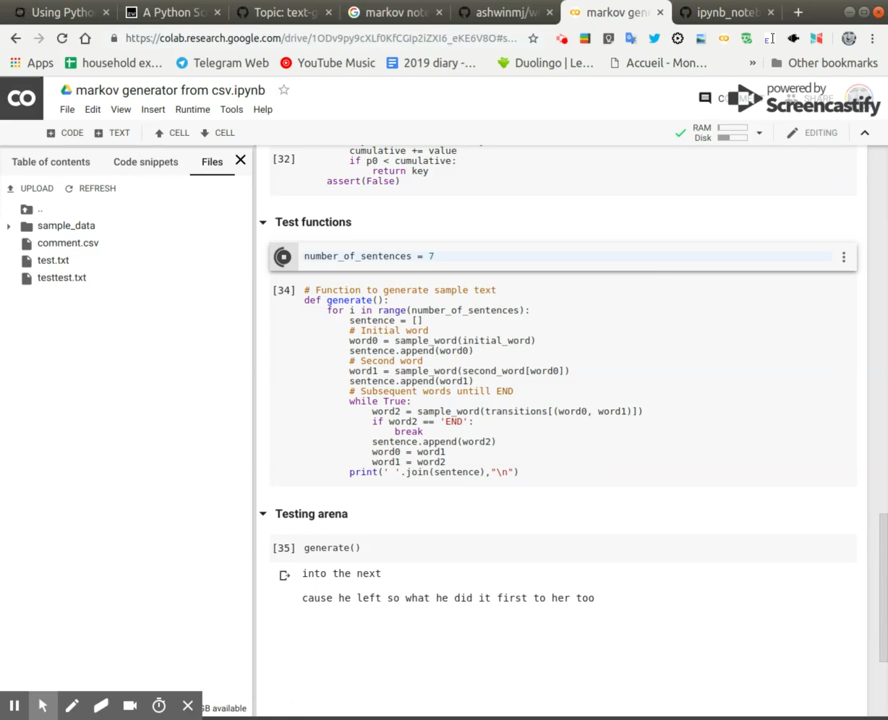 Using Pytho
A Python Sc
Topic: text-g
markov note
ashwinmj/w
markov gen
ipynb_noteb
https://colab.research.google.com/drive/1ODv9py9cXLf0KfCGIp2iZXI6_eKE6V8O#s...
Apps
household ex...
Telegram Web
YouTube Music
2019 diary -...
Duolingo | Le...
Accueil - Mon...
»
Other bookmarks
CO
markov generator from csv.ipynb
powered by
Screencastify
File Edit View Insert Runtime Tools Help
CODE TEXT CELL CELL
RAM
Disk
EDITING
Table of contents Code snippets Files
UPLOAD REFRESH
..
sample_data
comment.csv
test.txt
testtest.txt
cumulative += value
[32] if p0 < cumulative:
return key
assert(False)
Test functions
number_of_sentences = 7
[34] # Function to generate sample text
def generate():
for i in range(number_of_sentences):
sentence = []
# Initial word
word0 = sample_word(initial_word)
sentence.append(word0)
# Second word
word1 = sample_word(second_word[word0])
sentence.append(word1)
# Subsequent words untill END
while True:
word2 = sample_word(transitions[(word0, word1)])
if word2 == 'END':
break
sentence.append(word2)
word0 = word1
word1 = word2
print(' '.join(sentence),"\n")
Testing arena
[35] generate()
into the next
cause he left so what he did it first to her too
GB available